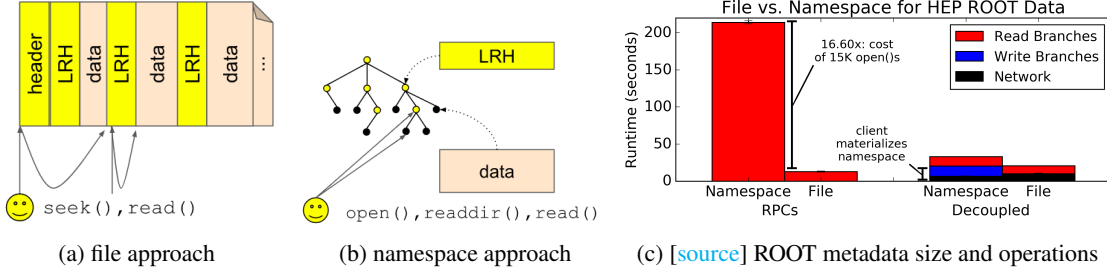 header
LRH
data
LRH
data
LRH
data
...
seek(),read()
(a) file approach
LRH
data
open(),readdir(),read()
(b) namespace approach
File vs. Namespace for HEP ROOT Data
Runtime (seconds)
200
150
100
50
0
16.60x: cost
of 15K open()s
client
materializes
namespace
Read Branches
Write Branches
Network
Namespace File Namespace File
RPCs Decoupled
(c) [source] ROOT metadata size and operations